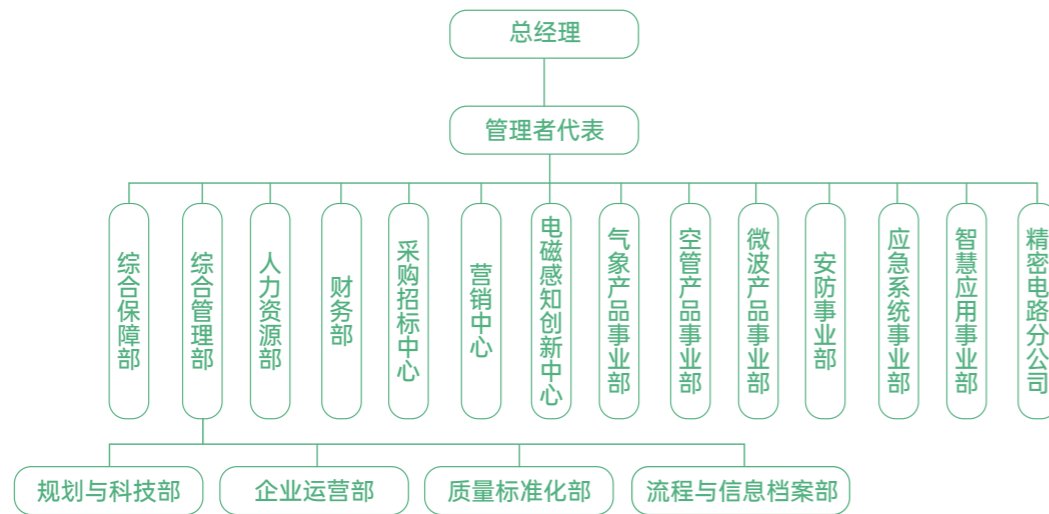 总经理
管理者代表
综合保障部
综合管理部
人力资源部
财务部
采购招标中心
营销中心
电磁感知创新中心
气象产品事业部
空管产品事业部
微波产品事业部
安防事业部
应急系统事业部
智慧应用事业部
精密电路分公司
规划与科技部
企业运营部
质量标准化部
流程与信息档案部